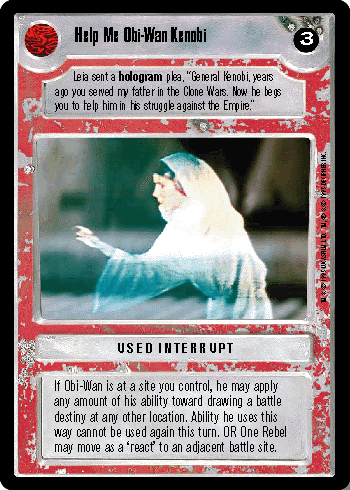 Help Me Obi-Wan Kenobi
3
Leia sent a hologram plea, "General Kenobi, years
ago you served my father in the Clone Wars. Now he begs
you to help him in his struggle against the Empire."
USED INTERRUPT
If Obi-Wan is at a site you control, he may apply
any amount of his ability toward drawing a battle
destiny at any other location. Ability he uses this
way cannot be used again this turn. OR One Rebel
may move as a 'react' to an adjacent battle site.